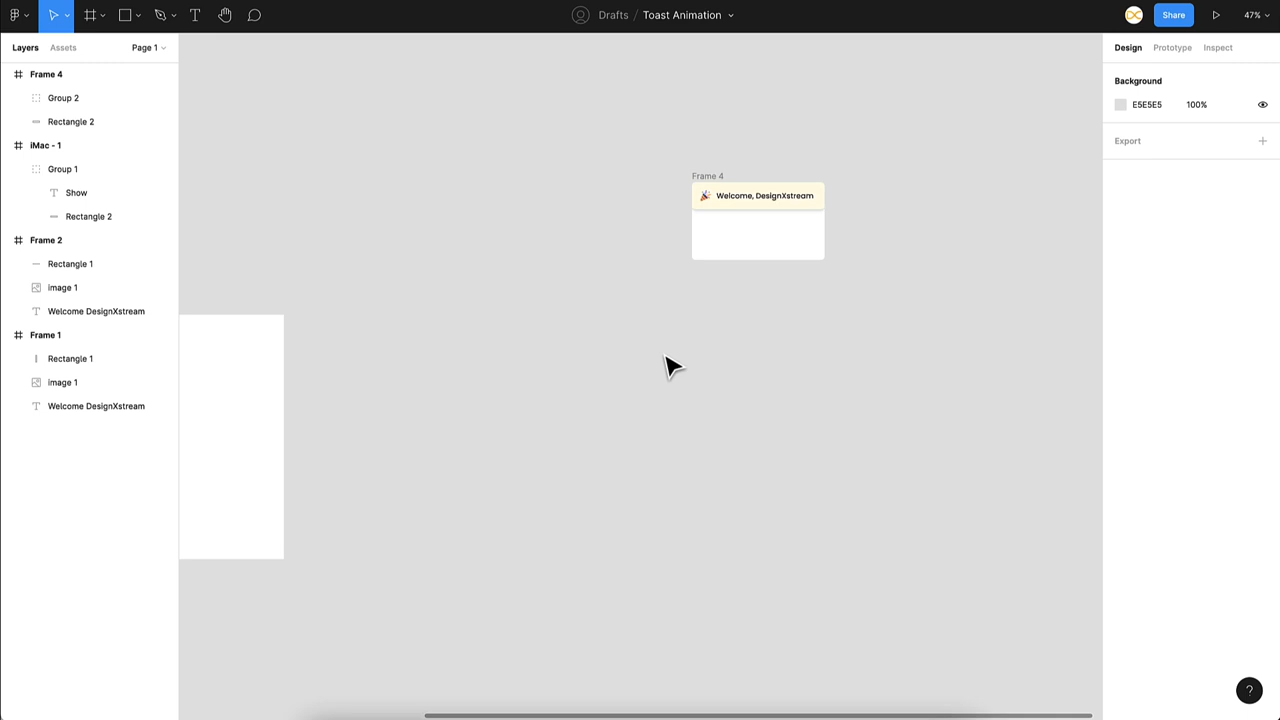 Drafts / Toast Animation
Share
47%
Layers
Assets
Page 1
Design
Prototype
Inspect
Frame 4
Group 2
Rectangle 2
iMac - 1
Group 1
Show
Rectangle 2
Frame 2
Rectangle 1
image 1
Welcome DesignXstream
Frame 1
Rectangle 1
image 1
Welcome DesignXstream
Frame 4
Welcome, DesignXstream
Background
E5E5E5
100%
Export
?